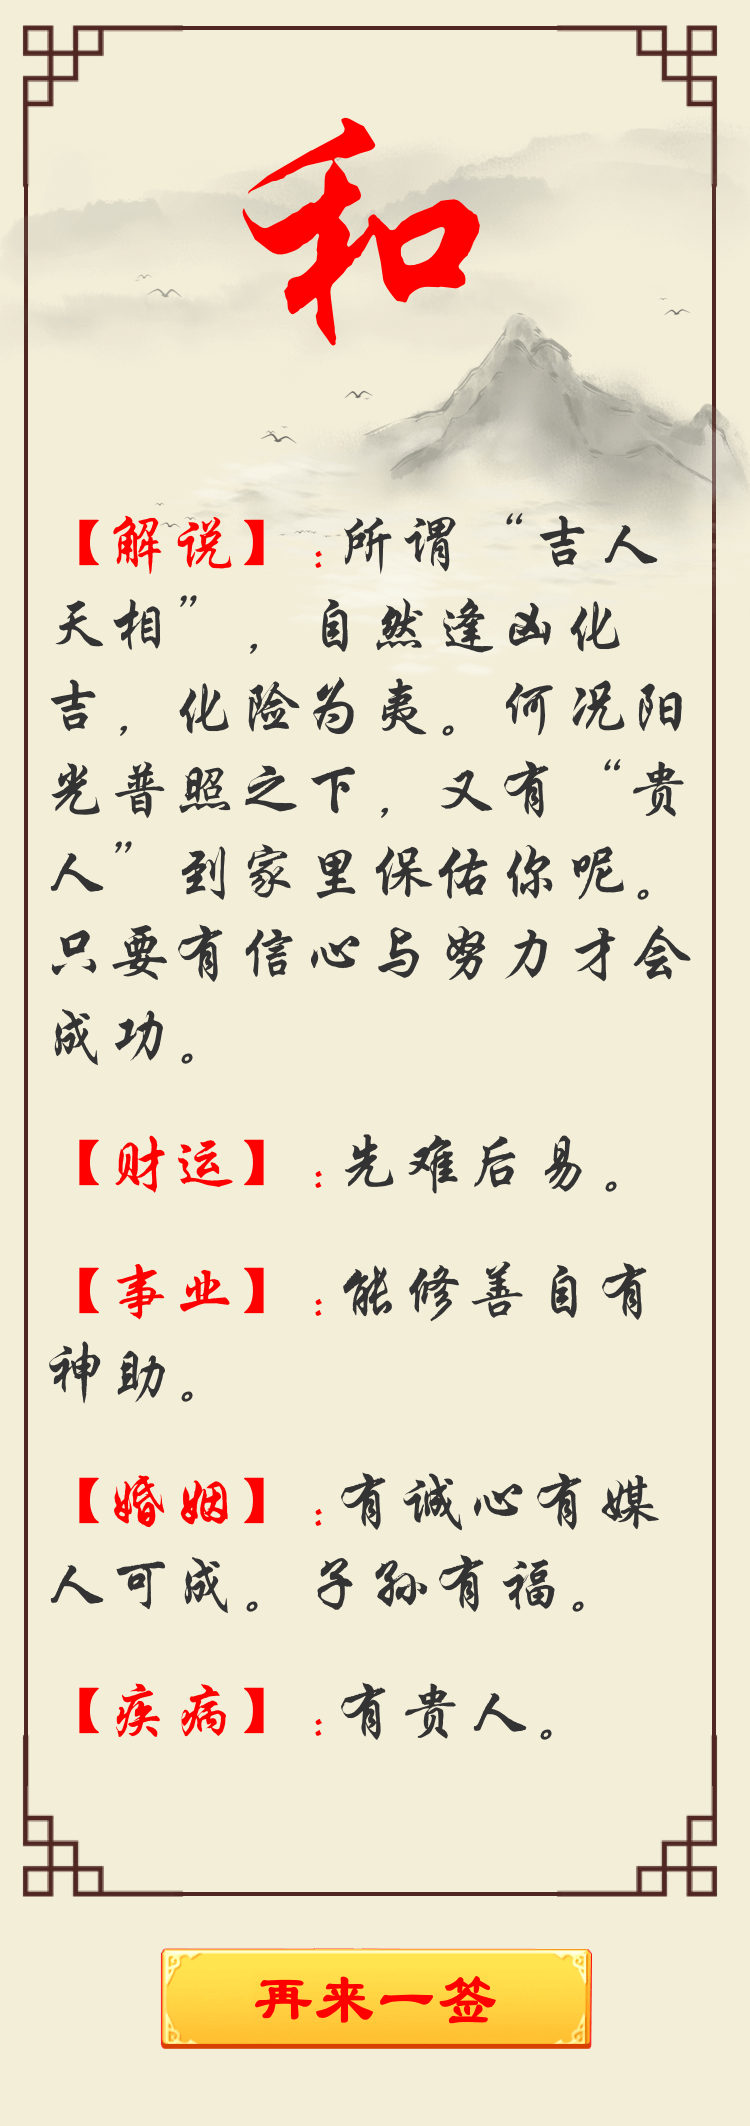 和
【解说】:所谓“吉人
天相”,自然逢凶化
吉,化险为夷。何况阳
光普照之下,又有“贵
人”到家里保佑你呢。
只要有信心与努力才会
成功。
【财运】:先难后易。
【事业】:能修善自有
神助。
【婚姻】:有诚心有媒
人可成。子孙有福。
【疾病】:有贵人。
再来一签